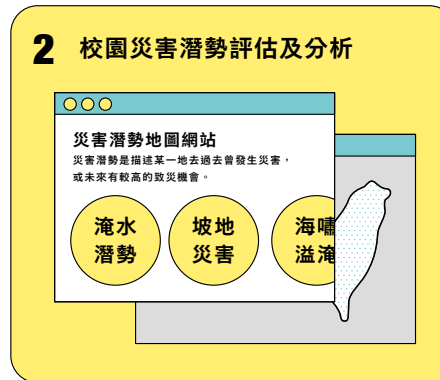 2 校園災害潛勢評估及分析
災害潛勢地圖網站
災害潛勢是描述某一地去過去曾發生災害，
或未來有較高的致災機會。
淹水
潛勢
坡地
災害
海嘯
溢淹